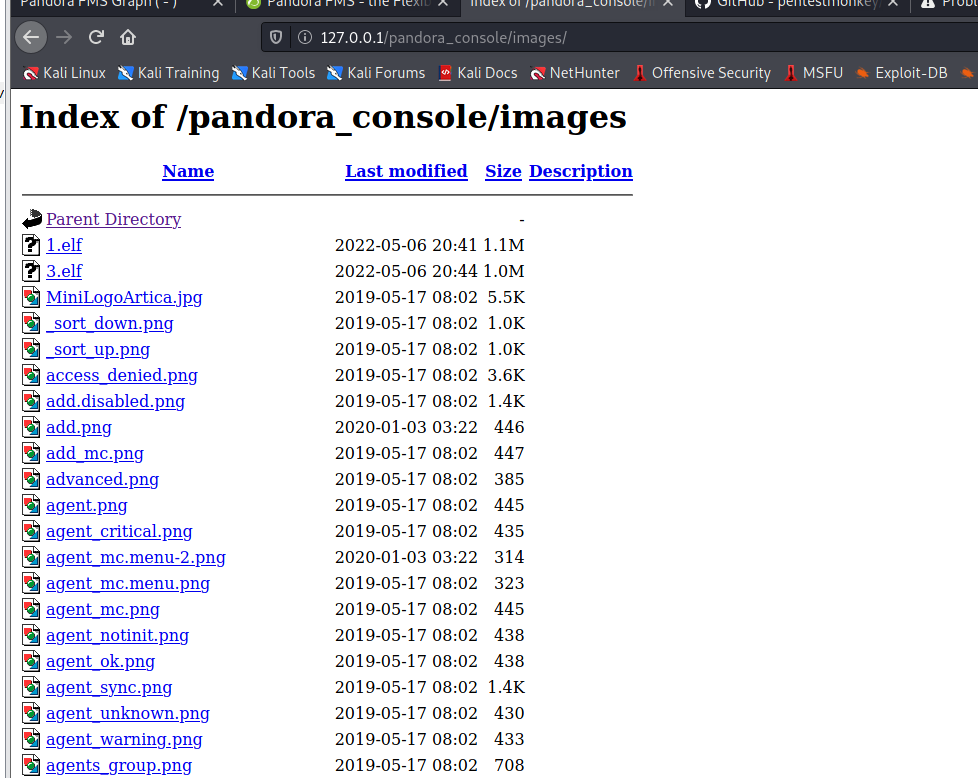 Pandora FMS Graph ( - )
Pandora FMS - the Flexib
Index of /pandora_console/i
GitHub - pentestmonkey
Probl
127.0.0.1/pandora_console/images/
Kali Linux Kali Training Kali Tools Kali Forums Kali Docs NetHunter Offensive Security MSFU Exploit-DB
Index of /pandora_console/images
Name Last modified Size Description
Parent Directory -
1.elf 2022-05-06 20:41 1.1M
3.elf 2022-05-06 20:44 1.0M
MiniLogoArtica.jpg 2019-05-17 08:02 5.5K
_sort_down.png 2019-05-17 08:02 1.0K
_sort_up.png 2019-05-17 08:02 1.0K
access_denied.png 2019-05-17 08:02 3.6K
add.disabled.png 2019-05-17 08:02 1.4K
add.png 2020-01-03 03:22 446
add_mc.png 2019-05-17 08:02 447
advanced.png 2019-05-17 08:02 385
agent.png 2019-05-17 08:02 445
agent_critical.png 2019-05-17 08:02 435
agent_mc.menu-2.png 2020-01-03 03:22 314
agent_mc.menu.png 2019-05-17 08:02 323
agent_mc.png 2019-05-17 08:02 445
agent_notinit.png 2019-05-17 08:02 438
agent_ok.png 2019-05-17 08:02 438
agent_sync.png 2019-05-17 08:02 1.4K
agent_unknown.png 2019-05-17 08:02 430
agent_warning.png 2019-05-17 08:02 433
agents_group.png 2019-05-17 08:02 708